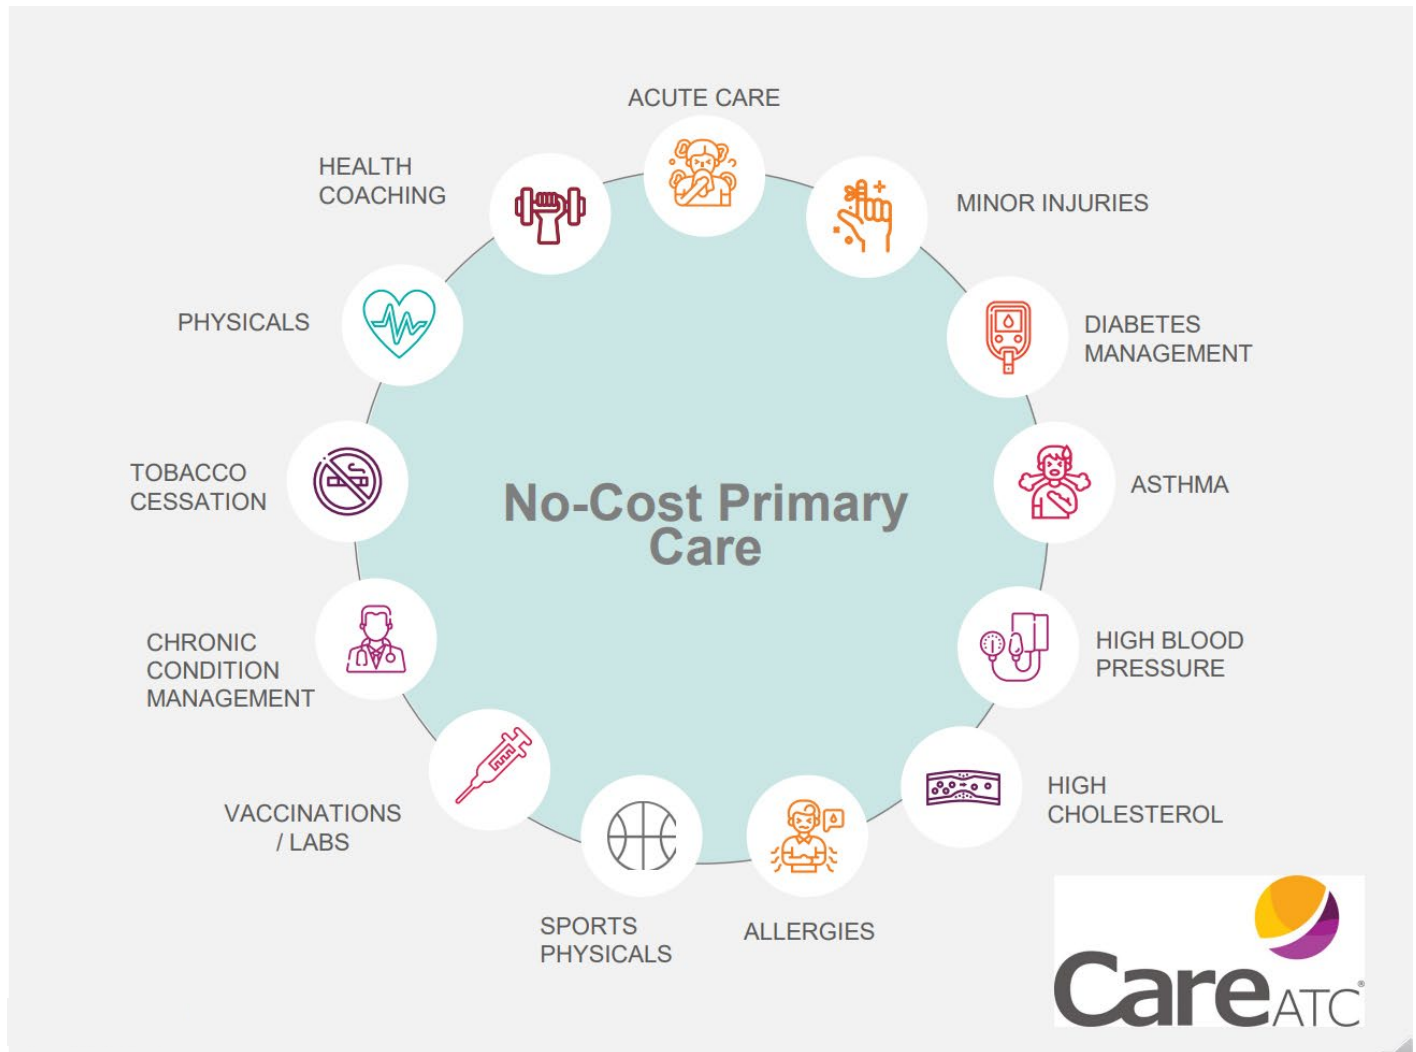 ACUTE CARE
MINOR INJURIES
DIABETES
MANAGEMENT
ASTHMA
HIGH BLOOD
PRESSURE
HIGH
CHOLESTEROL
ALLERGIES
SPORTS
PHYSICALS
VACCINATIONS
/ LABS
CHRONIC
CONDITION
MANAGEMENT
TOBACCO
CESSATION
PHYSICALS
HEALTH
COACHING
No-Cost Primary
Care
CareATC®